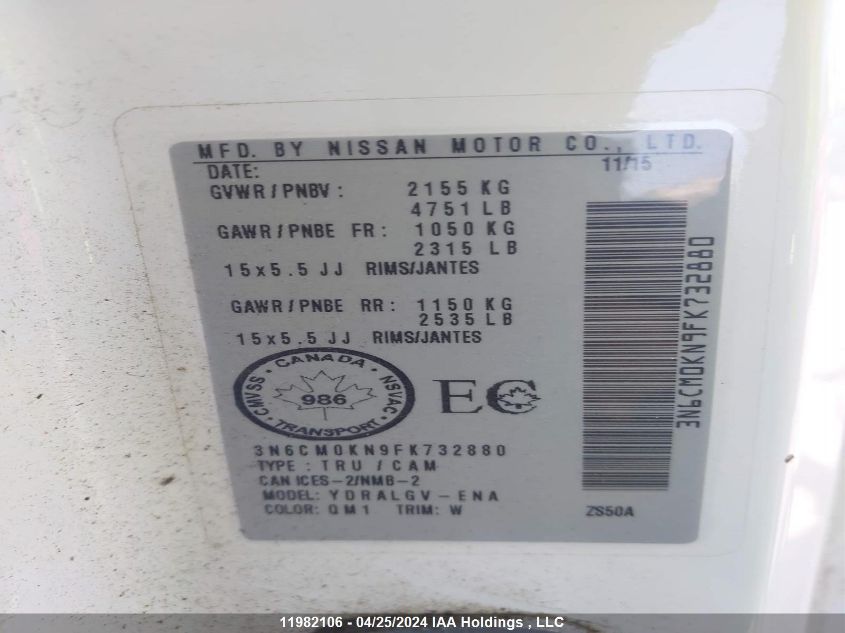 MFD. BY NISSAN MOTOR CO., LTD.
DATE: 11/15
GVWR/PNBV: 2155 KG
4751 LB
GAWR/PNBE FR: 1050 KG
2315 LB
15x5.5 JJ RIMS/JANTES
GAWR/PNBE RR: 1150 KG
2535 LB
15x5.5 JJ RIMS/JANTES
CANADA
CMVSS 986 NSVAC
TRANSPORT
EC
3N6CM0KN9FK732880
TYPE: TRU/CAM
CAN ICES-2/NMB-2
MODEL: YDRALGV-ENA
COLOR: QM1 TRIM: W
ZS50A
3N6CM0KN9FK732880
11982106 - 04/25/2024 IAA Holdings , LLC